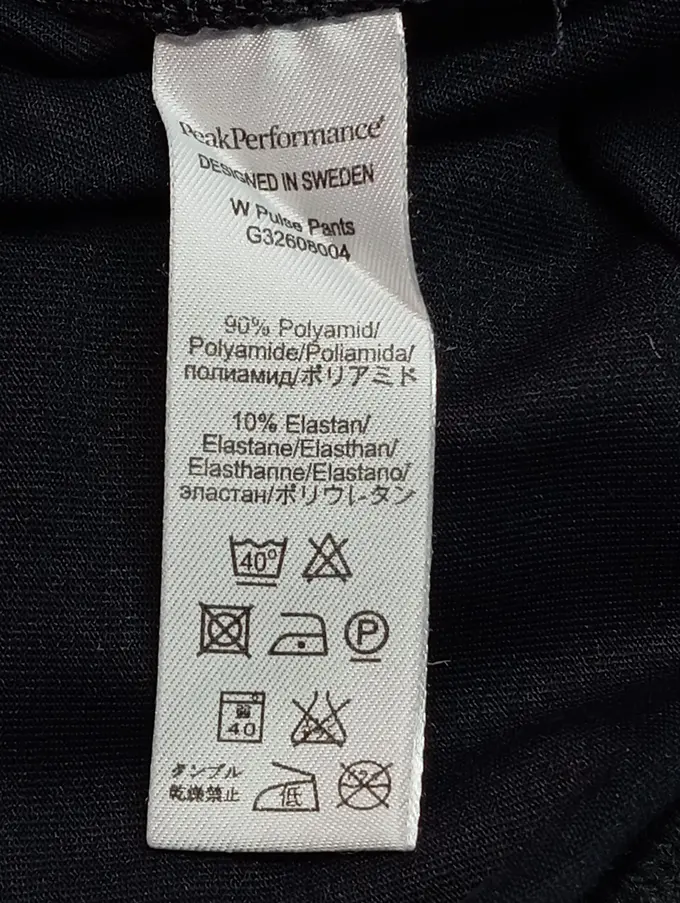 PeakPerformance
DESIGNED IN SWEDEN
W Pulse Pants
G32608004
90% Polyamid/
Polyamide/Poliamida/
полиамид/ポリアミド
10% Elastan/
Elastane/Elasthan/
Elasthanne/Elastano/
эластан/ポリウレタン
40°
P
40
タンブル
乾燥禁止
低